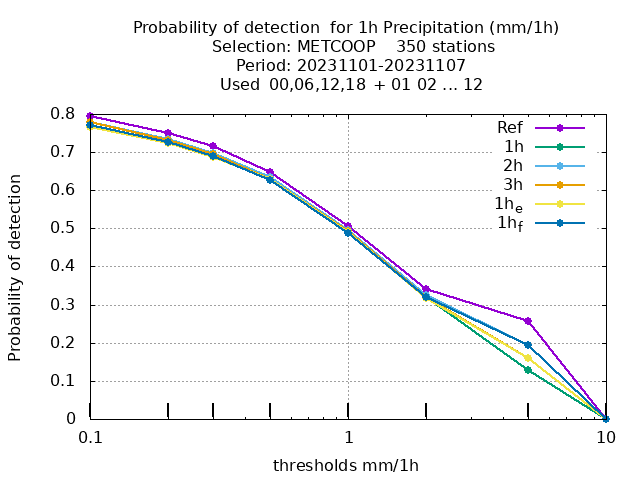 Probability of detection for 1h Precipitation (mm/1h)
Selection: METCOOP 350 stations
Period: 20231101-20231107
Used 00,06,12,18 + 01 02 ... 12
Probability of detection
0.8
0.7
0.6
0.5
0.4
0.3
0.2
0.1
0
Ref
1h
2h
3h
1he
1hf
0.1
1
10
thresholds mm/1h